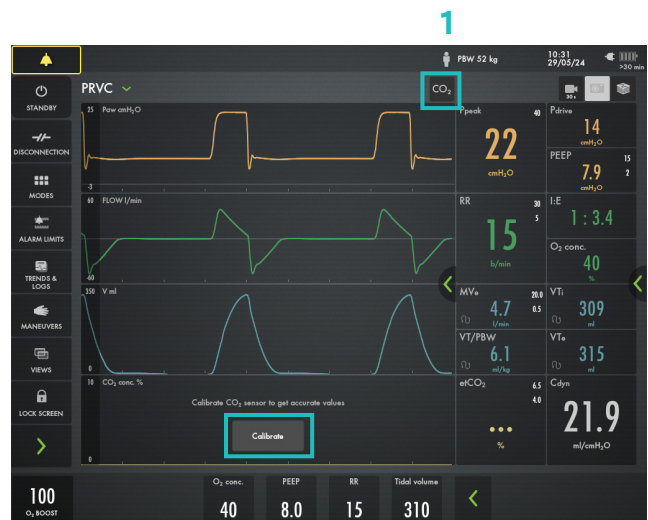 1
PBW 52 kg
10:31
29/05/24
>30 min
STANDBY
PRVC
CO₂
30 s
DISCONNECTION
MODES
ALARM LIMITS
TRENDS &
LOGS
MANEUVERS
VIEWS
LOCK SCREEN
25 Paw cmH₂O
-3
60 FLOW l/min
-60
350 V ml
0
10 CO₂ conc. %
Calibrate CO₂ sensor to get accurate values
Calibrate
0
Ppeak 40
22
cmH₂O
Pdrive
14
cmH₂O
PEEP 15
7.9 2
cmH₂O
RR 30
5
15
b/min
I:E
1 : 3.4
O₂ conc.
40
%
MVe 20.0
4.7 0.5
l/min
VTi
309
ml
VT/PBW
6.1
ml/kg
VTe
315
ml
etCO₂ 6.5
4.0
...
%
Cdyn
21.9
ml/cmH₂O
100
O₂ BOOST
O₂ conc.
40
PEEP
8.0
RR
15
Tidal volume
310